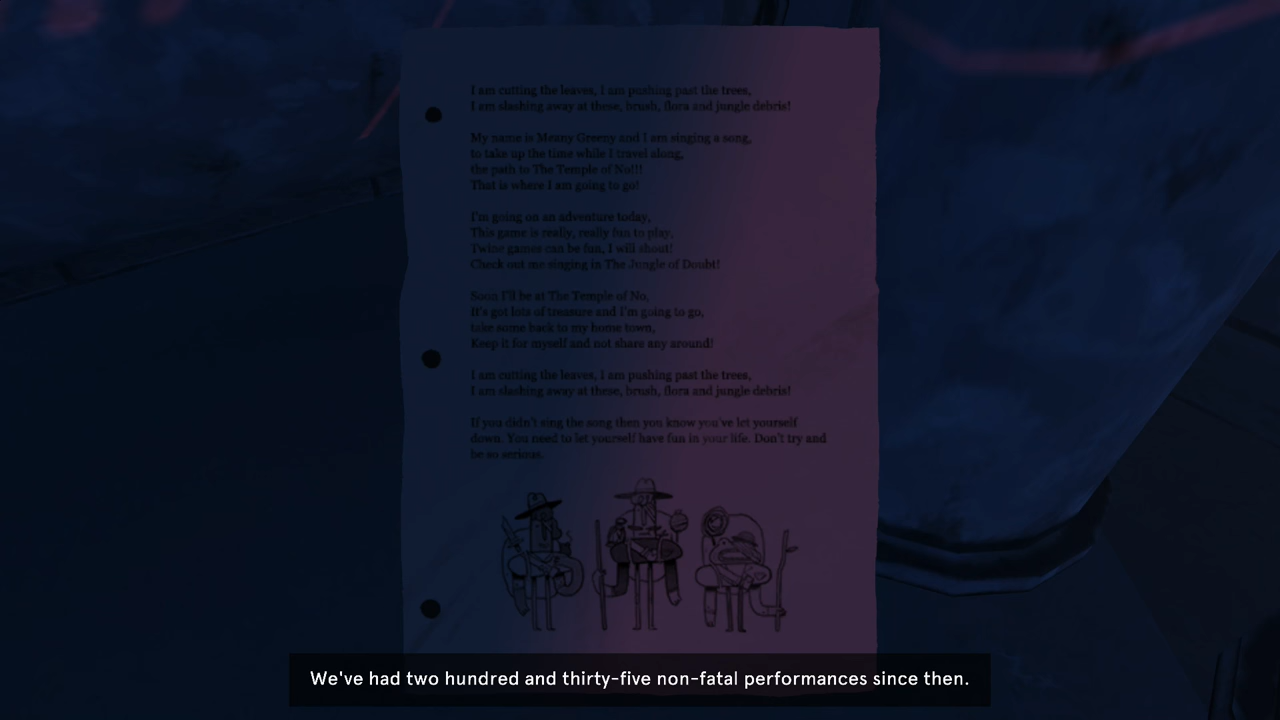 I am cutting the leaves, I am pushing past the trees,
I am slashing away at these, brush, flora and jungle debris!
My name is Meany Greeny and I am singing a song,
to take up the time while I travel along,
the path to The Temple of No!!!
That is where I am going to go!
I'm going on an adventure today,
This game is really, really fun to play,
Twine games can be fun, I will shout!
Check out me singing in The Jungle of Doubt!
Soon I'll be at The Temple of No,
It's got lots of treasure and I'm going to go,
take some back to my home town,
Keep it for myself and not share any around!
I am cutting the leaves, I am pushing past the trees,
I am slashing away at these, brush, flora and jungle debris!
If you didn't sing the song then you know you've let yourself
down. You need to let yourself have fun in your life. Don't try and
be so serious.
We've had two hundred and thirty-five non-fatal performances since then.